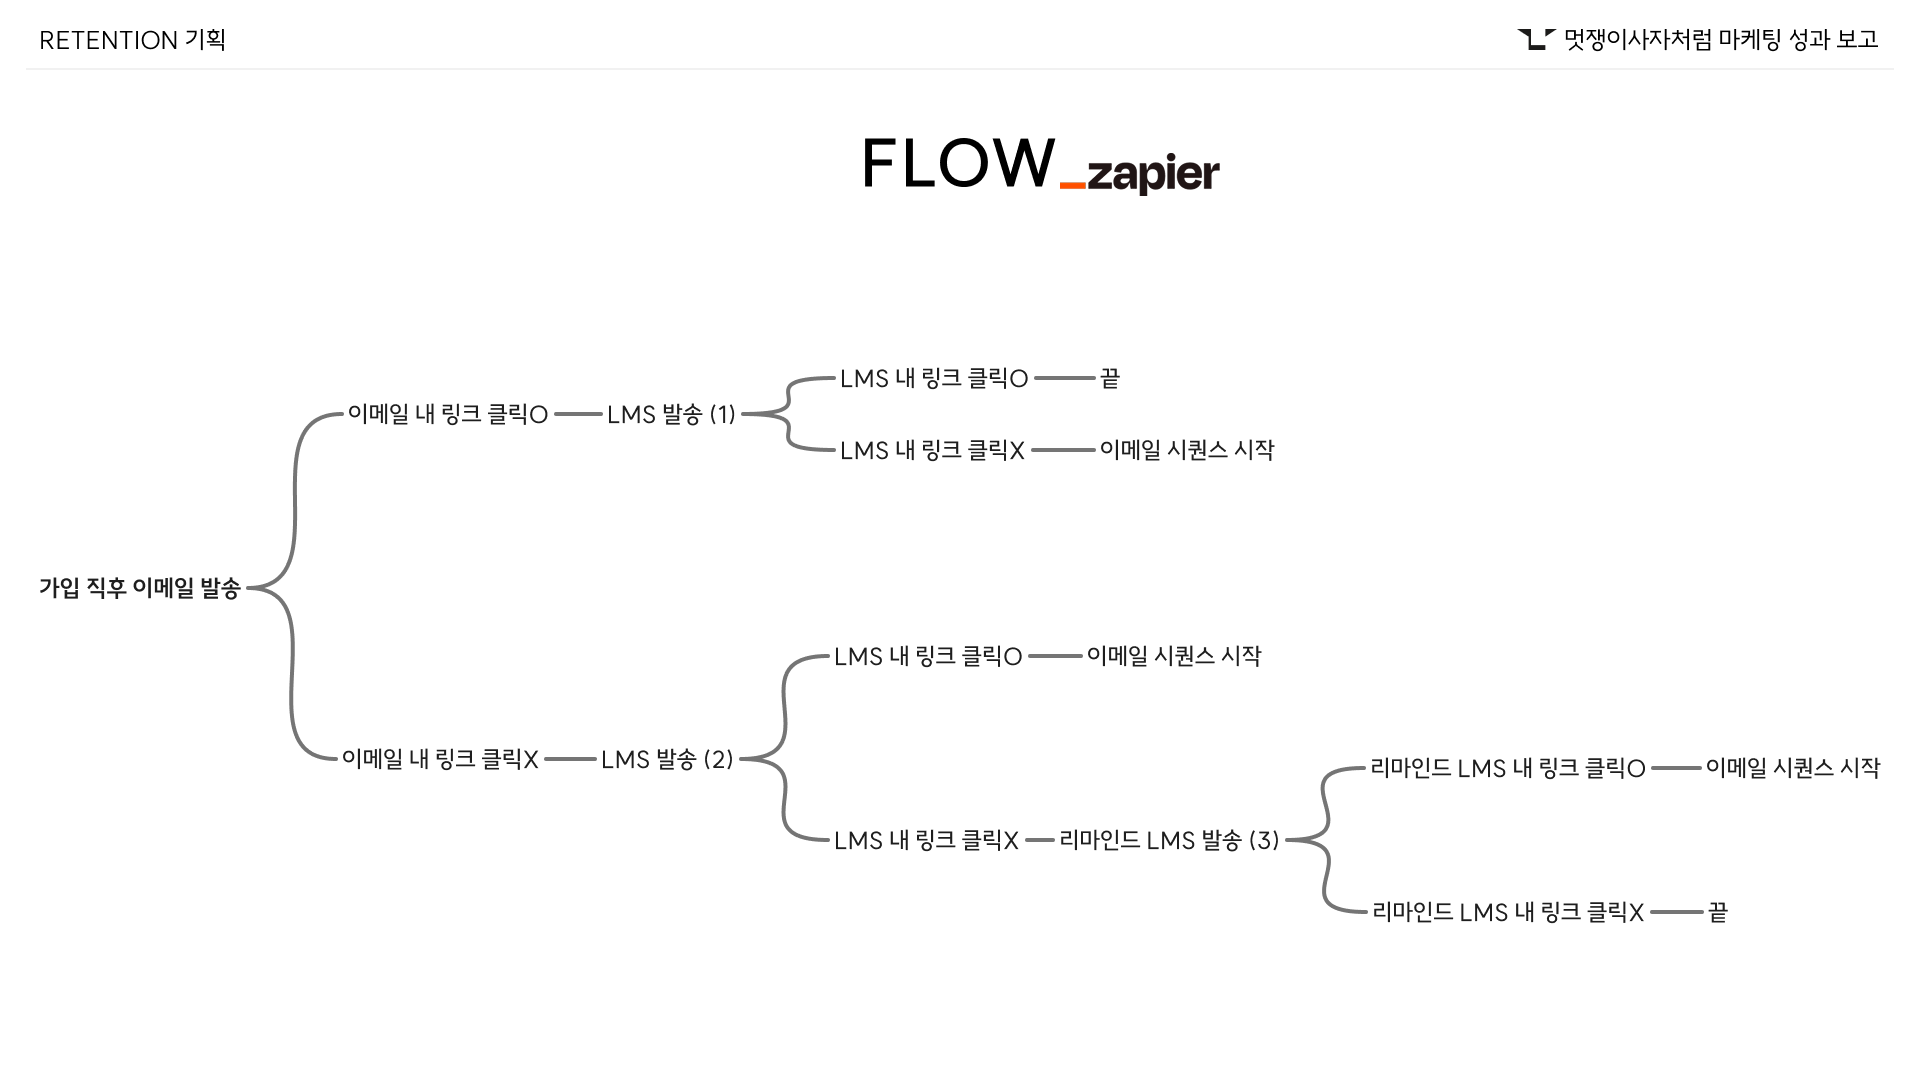 RETENTION 기획
멋쟁이사자처럼 마케팅 성과 보고
FLOW_zapier
가입 직후 이메일 발송
이메일 내 링크 클릭O
LMS 발송 (1)
LMS 내 링크 클릭O
끝
LMS 내 링크 클릭X
이메일 시퀀스 시작
이메일 내 링크 클릭X
LMS 발송 (2)
LMS 내 링크 클릭O
이메일 시퀀스 시작
LMS 내 링크 클릭X
리마인드 LMS 발송 (3)
리마인드 LMS 내 링크 클릭O
이메일 시퀀스 시작
리마인드 LMS 내 링크 클릭X
끝